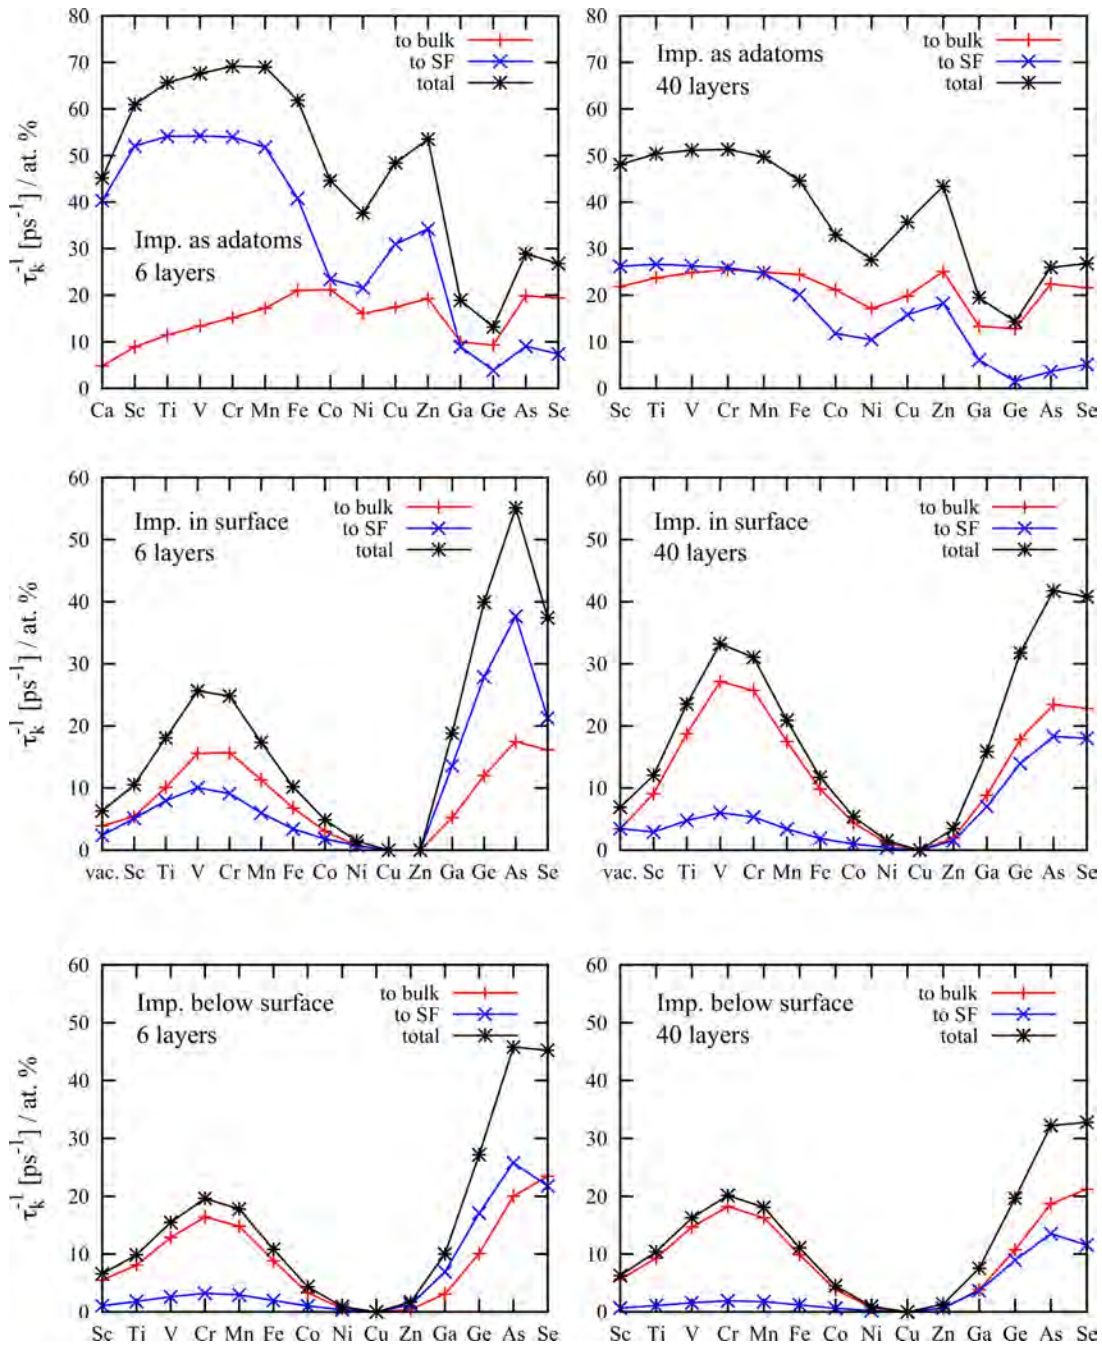 80
70
60
50
40
30
20
10
0
τk⁻¹ [ps⁻¹] / at. %
to bulk
to SF
total
Imp. as adatoms
6 layers
Ca Sc Ti V Cr Mn Fe Co Ni Cu Zn Ga Ge As Se
80
70
60
50
40
30
20
10
0
Imp. as adatoms
40 layers
to bulk
to SF
total
Sc Ti V Cr Mn Fe Co Ni Cu Zn Ga Ge As Se
60
50
40
30
20
10
0
τk⁻¹ [ps⁻¹] / at. %
Imp. in surface
6 layers
to bulk
to SF
total
vac. Sc Ti V Cr Mn Fe Co Ni Cu Zn Ga Ge As Se
60
50
40
30
20
10
0
Imp. in surface
40 layers
to bulk
to SF
total
vac. Sc Ti V Cr Mn Fe Co Ni Cu Zn Ga Ge As Se
60
50
40
30
20
10
0
τk⁻¹ [ps⁻¹] / at. %
Imp. below surface
6 layers
to bulk
to SF
total
Sc Ti V Cr Mn Fe Co Ni Cu Zn Ga Ge As Se
60
50
40
30
20
10
0
Imp. below surface
40 layers
to bulk
to SF
total
Sc Ti V Cr Mn Fe Co Ni Cu Zn Ga Ge As Se